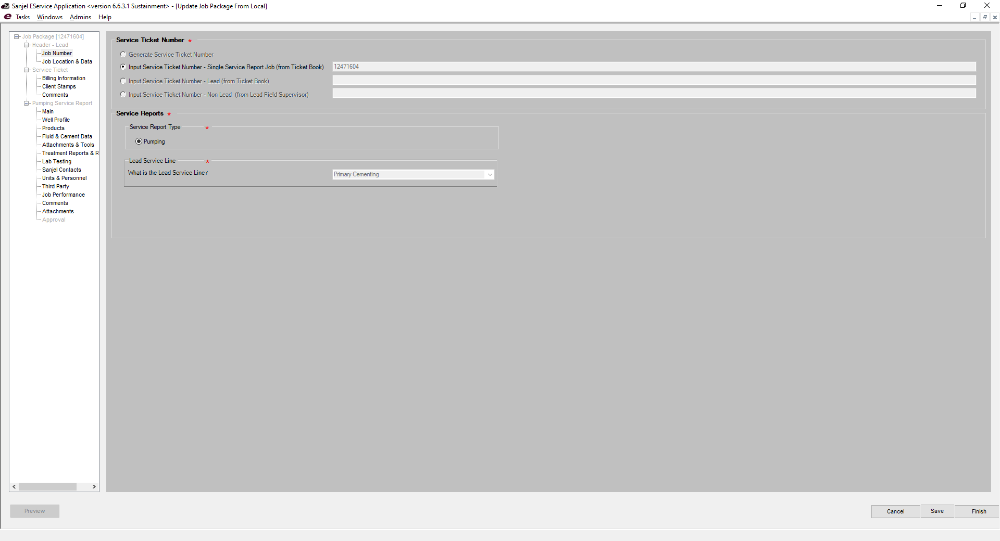 Sanjel EService Application <version 6.6.3.1 Sustainment> - [Update Job Package From Local]
Tasks Windows Admins Help
Job Package [12471604]
Header - Lead
Job Number
Job Location & Data
Service Ticket
Billing Information
Client Stamps
Comments
Pumping Service Report
Main
Well Profile
Products
Fluid & Cement Data
Attachments & Tools
Treatment Reports & R
Lab Testing
Sanjel Contacts
Units & Personnel
Third Party
Job Performance
Comments
Attachments
Approval
Service Ticket Number *
Generate Service Ticket Number
Input Service Ticket Number - Single Service Report Job (from Ticket Book) 12471604
Input Service Ticket Number - Lead (from Ticket Book)
Input Service Ticket Number - Non Lead (from Lead Field Supervisor)
Service Reports *
Service Report Type *
Pumping
Lead Service Line *
What is the Lead Service Line? Primary Cementing
Preview
Cancel Save Finish